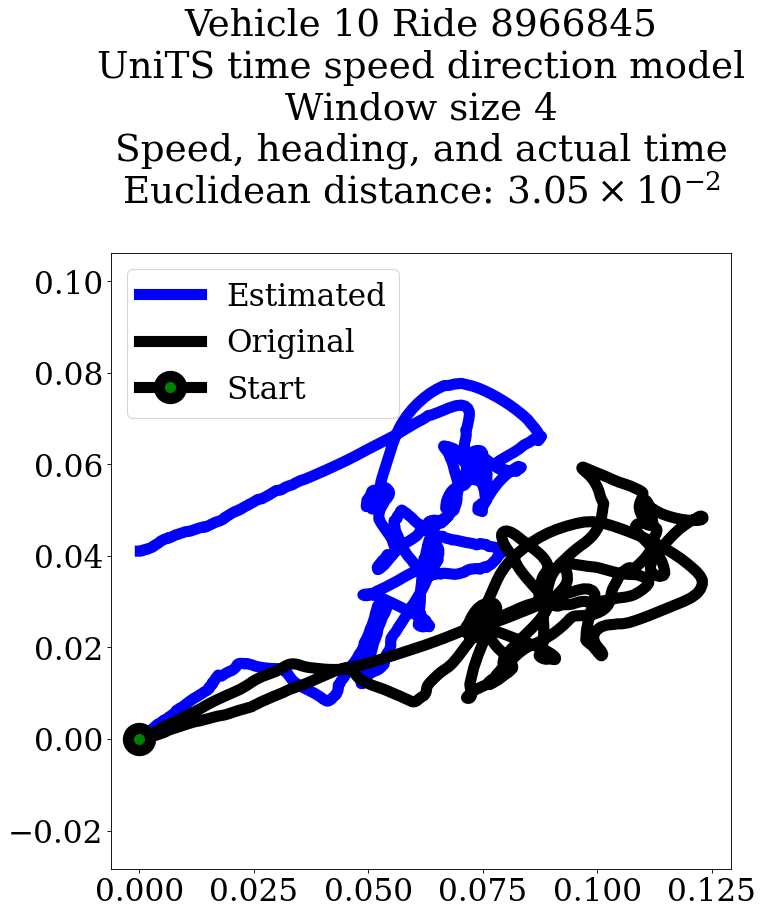 Vehicle 10 Ride 8966845
UniTS time speed direction model
Window size 4
Speed, heading, and actual time
Euclidean distance: 3.05 × 10⁻²
Estimated
Original
Start
0.10
0.08
0.06
0.04
0.02
0.00
−0.02
0.000 0.025 0.050 0.075 0.100 0.125